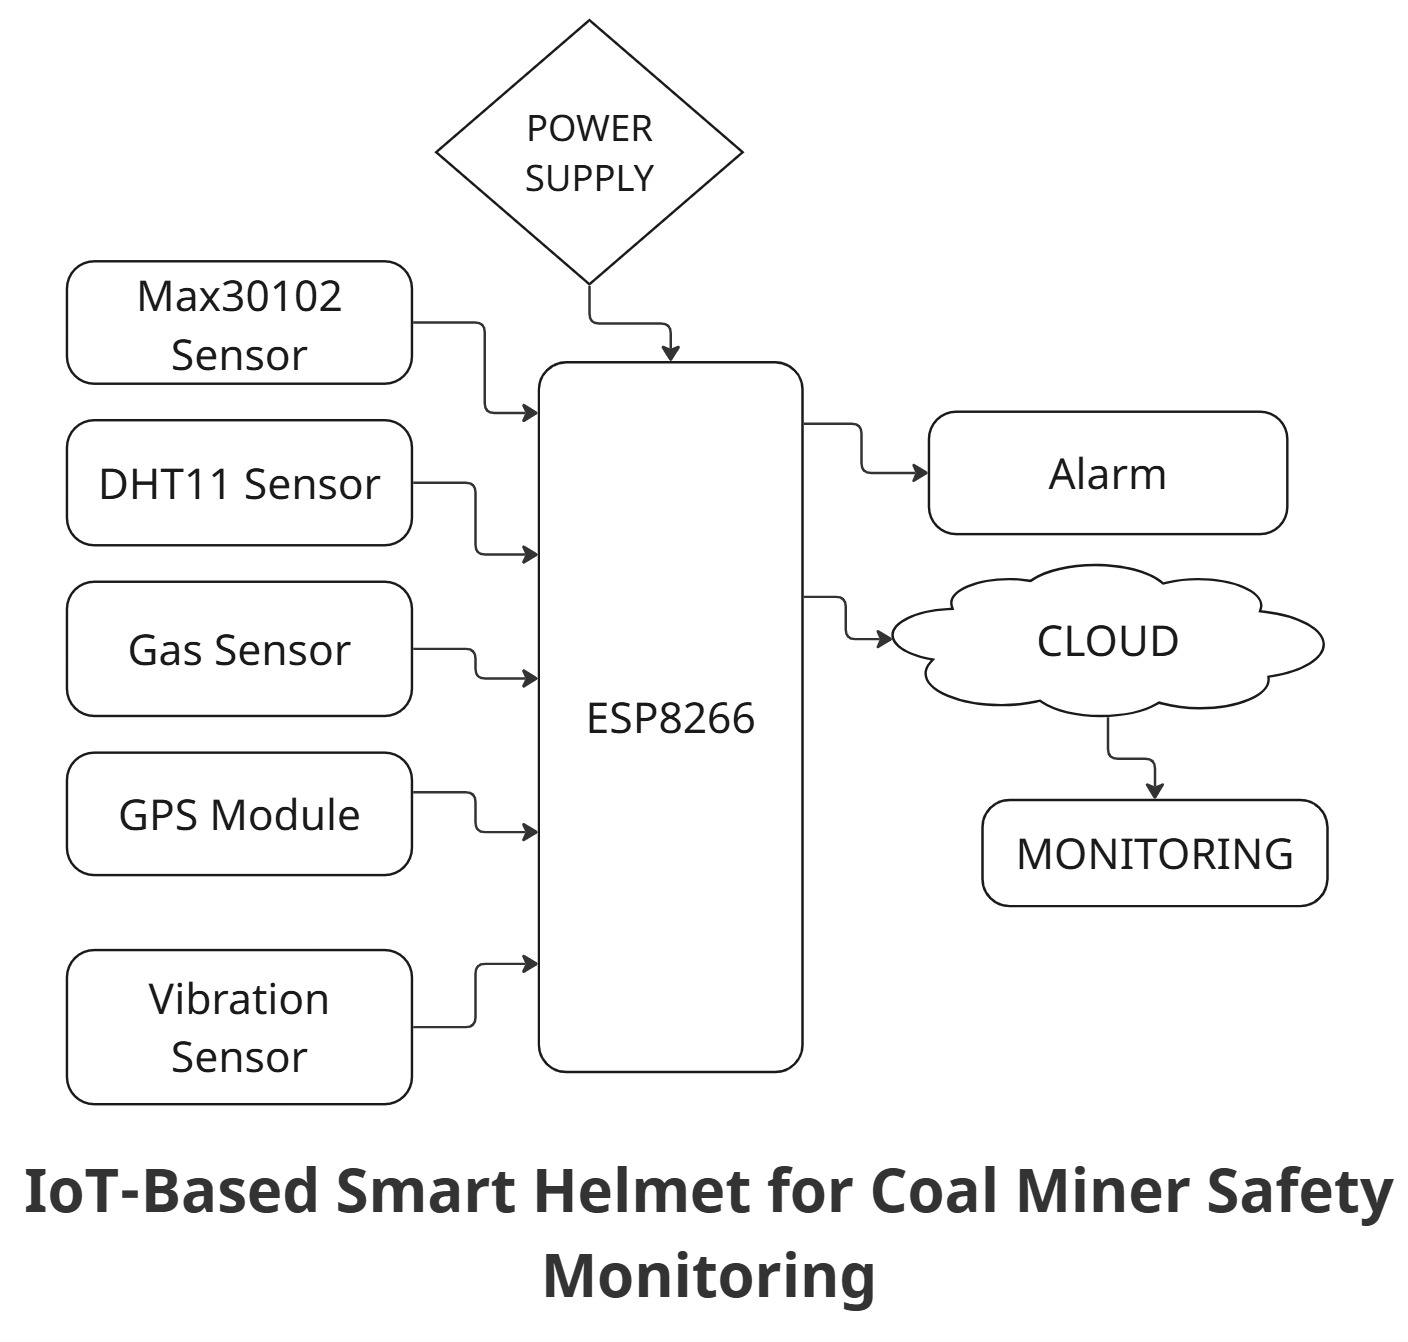 POWER
SUPPLY
Max30102
Sensor
DHT11 Sensor
Gas Sensor
GPS Module
Vibration
Sensor
ESP8266
Alarm
CLOUD
MONITORING
IoT-Based Smart Helmet for Coal Miner Safety
Monitoring